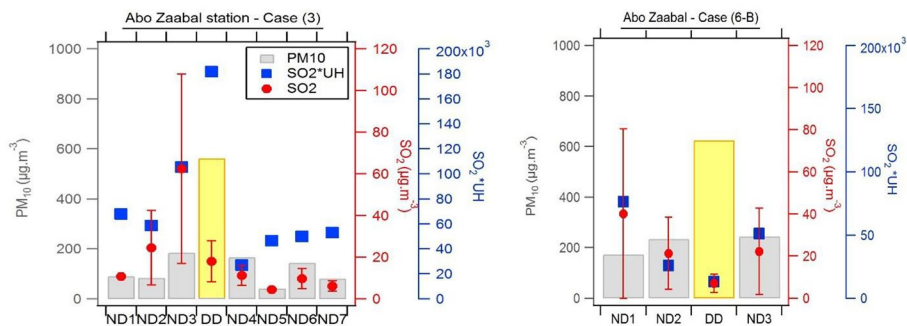 Abo Zaabal station - Case (3)
1000
800
600
400
200
0
PM10 (µg.m-3)
PM10
SO2*UH
SO2
120
100
80
60
40
20
0
SO2 (µg.m-3)
200x10^3
180
160
140
120
100
80
60
40
20
0
SO2*UH
ND1 ND2 ND3 DD ND4 ND5 ND6 ND7
Abo Zaabal - Case (6-B)
1000
800
600
400
200
0
PM10 (µg.m-3)
120
100
80
60
40
20
0
SO2 (µg.m-3)
200x10^3
150
100
50
0
SO2*UH
ND1 ND2 DD ND3